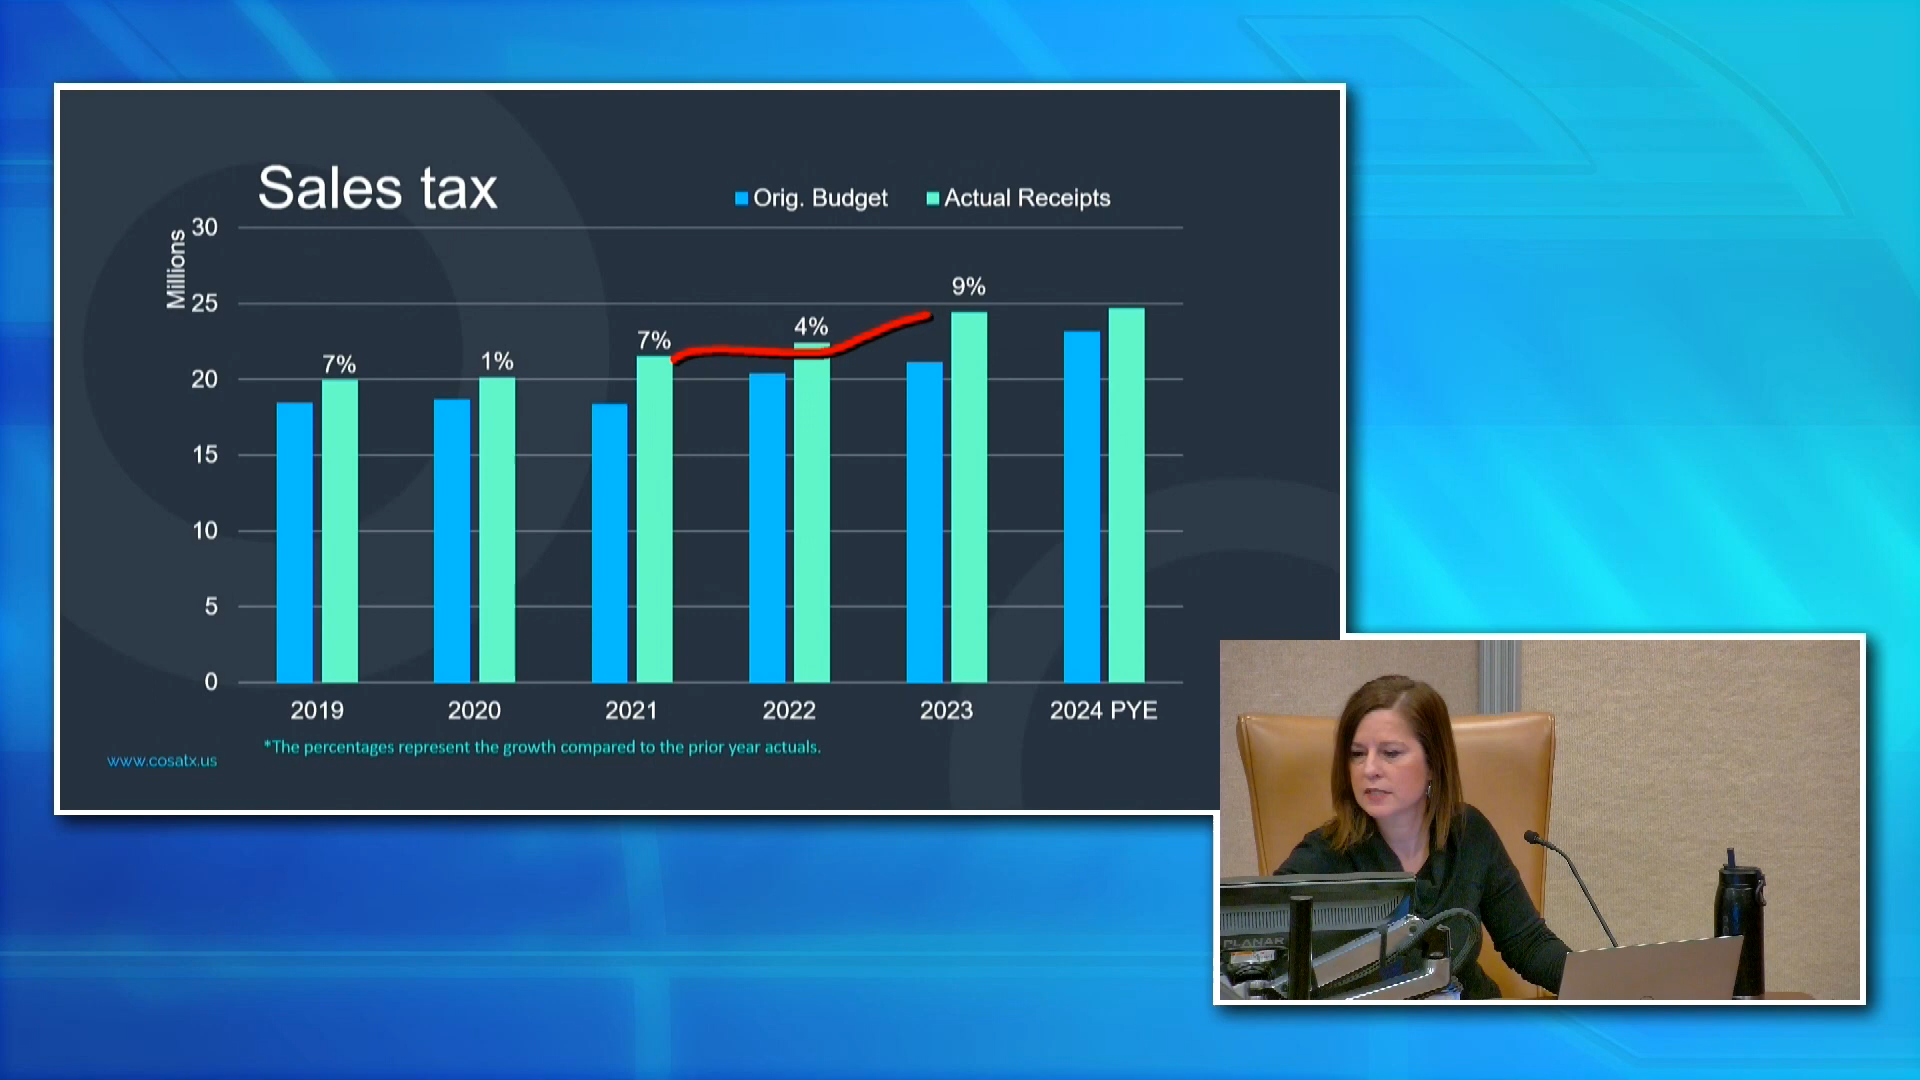 Sales tax
Orig. Budget
Actual Receipts
Millions
30
25
20
15
10
5
0
7%
1%
7%
4%
9%
2019
2020
2021
2022
2023
2024 PYE
*The percentages represent the growth compared to the prior year actuals.
www.cosatx.us
PLANAR